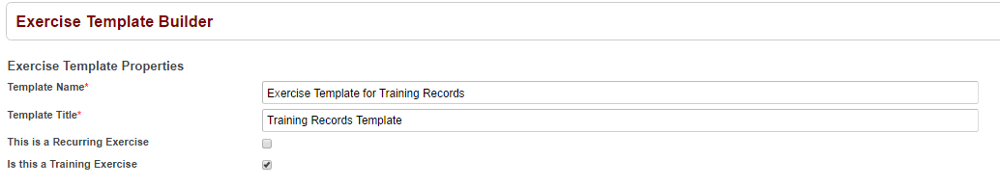 Exercise Template Builder
Exercise Template Properties
Template Name* Exercise Template for Training Records
Template Title* Training Records Template
This is a Recurring Exercise
Is this a Training Exercise